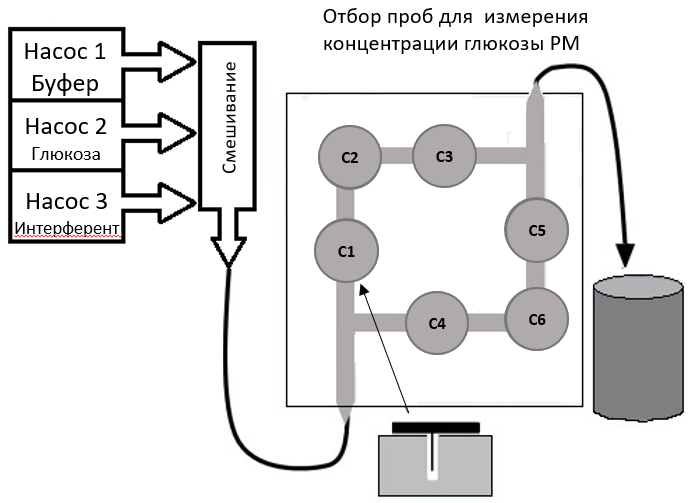 Отбор проб для измерения
концентрации глюкозы РМ
Насос 1
Буфер
Насос 2
Глюкоза
Насос 3
Интерферент
Смешивание
C2
C3
C1
C5
C4
C6